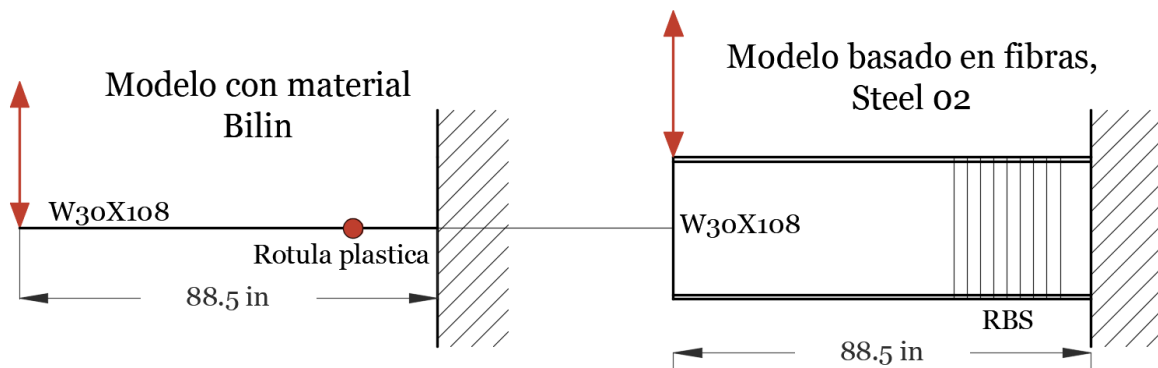 Modelo con material
Bilin
W30X108
Rotula plastica
88.5 in
Modelo basado en fibras,
Steel 02
W30X108
RBS
88.5 in